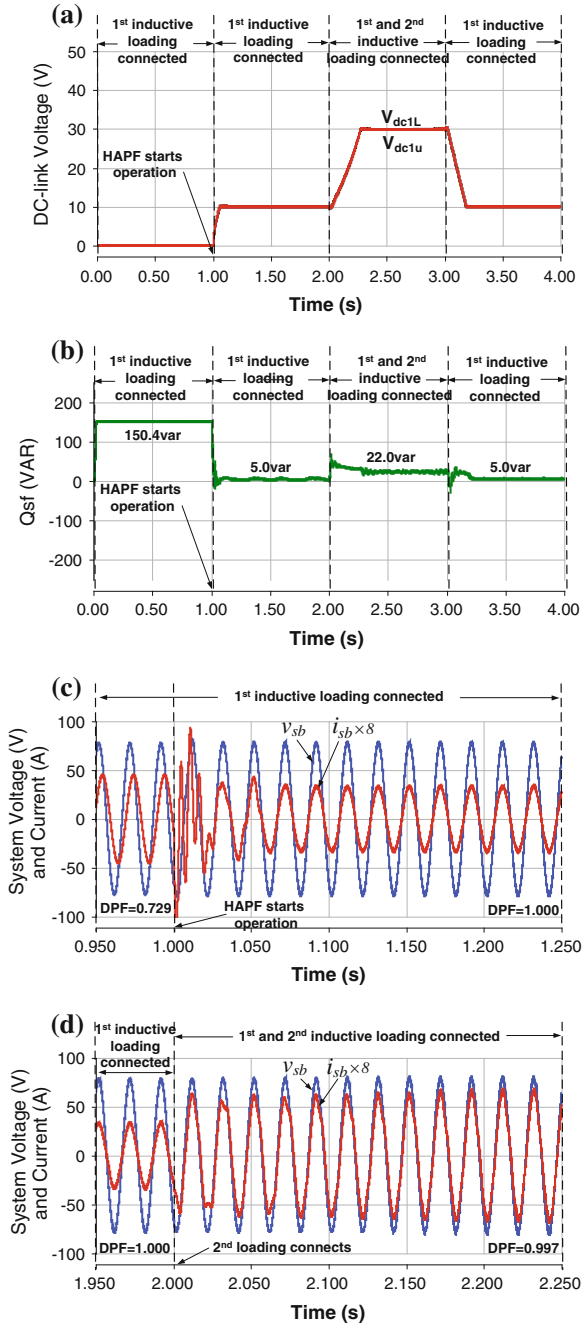 (a)
1st inductive loading connected
1st inductive loading connected
1st and 2nd inductive loading connected
1st inductive loading connected
DC-link Voltage (V)
50
40
30
20
10
0
Vdc1L
Vdc1u
HAPF starts operation
0.00 0.50 1.00 1.50 2.00 2.50 3.00 3.50 4.00
Time (s)
(b)
1st inductive loading connected
1st inductive loading connected
1st and 2nd inductive loading connected
1st inductive loading connected
Qsf (VAR)
200
100
0
-100
-200
150.4var
5.0var
22.0var
5.0var
HAPF starts operation
0.00 0.50 1.00 1.50 2.00 2.50 3.00 3.50 4.00
Time (s)
(c)
1st inductive loading connected
System Voltage (V) and Current (A)
100
50
0
-50
-100
vsb
isb×8
DPF=0.729
HAPF starts operation
DPF=1.000
0.950 1.000 1.050 1.100 1.150 1.200 1.250
Time (s)
(d)
1st inductive loading connected
1st and 2nd inductive loading connected
System Voltage (V) and Current (A)
100
50
0
-50
-100
vsb
isb×8
DPF=1.000
2nd loading connects
DPF=0.997
1.950 2.000 2.050 2.100 2.150 2.200 2.250
Time (s)